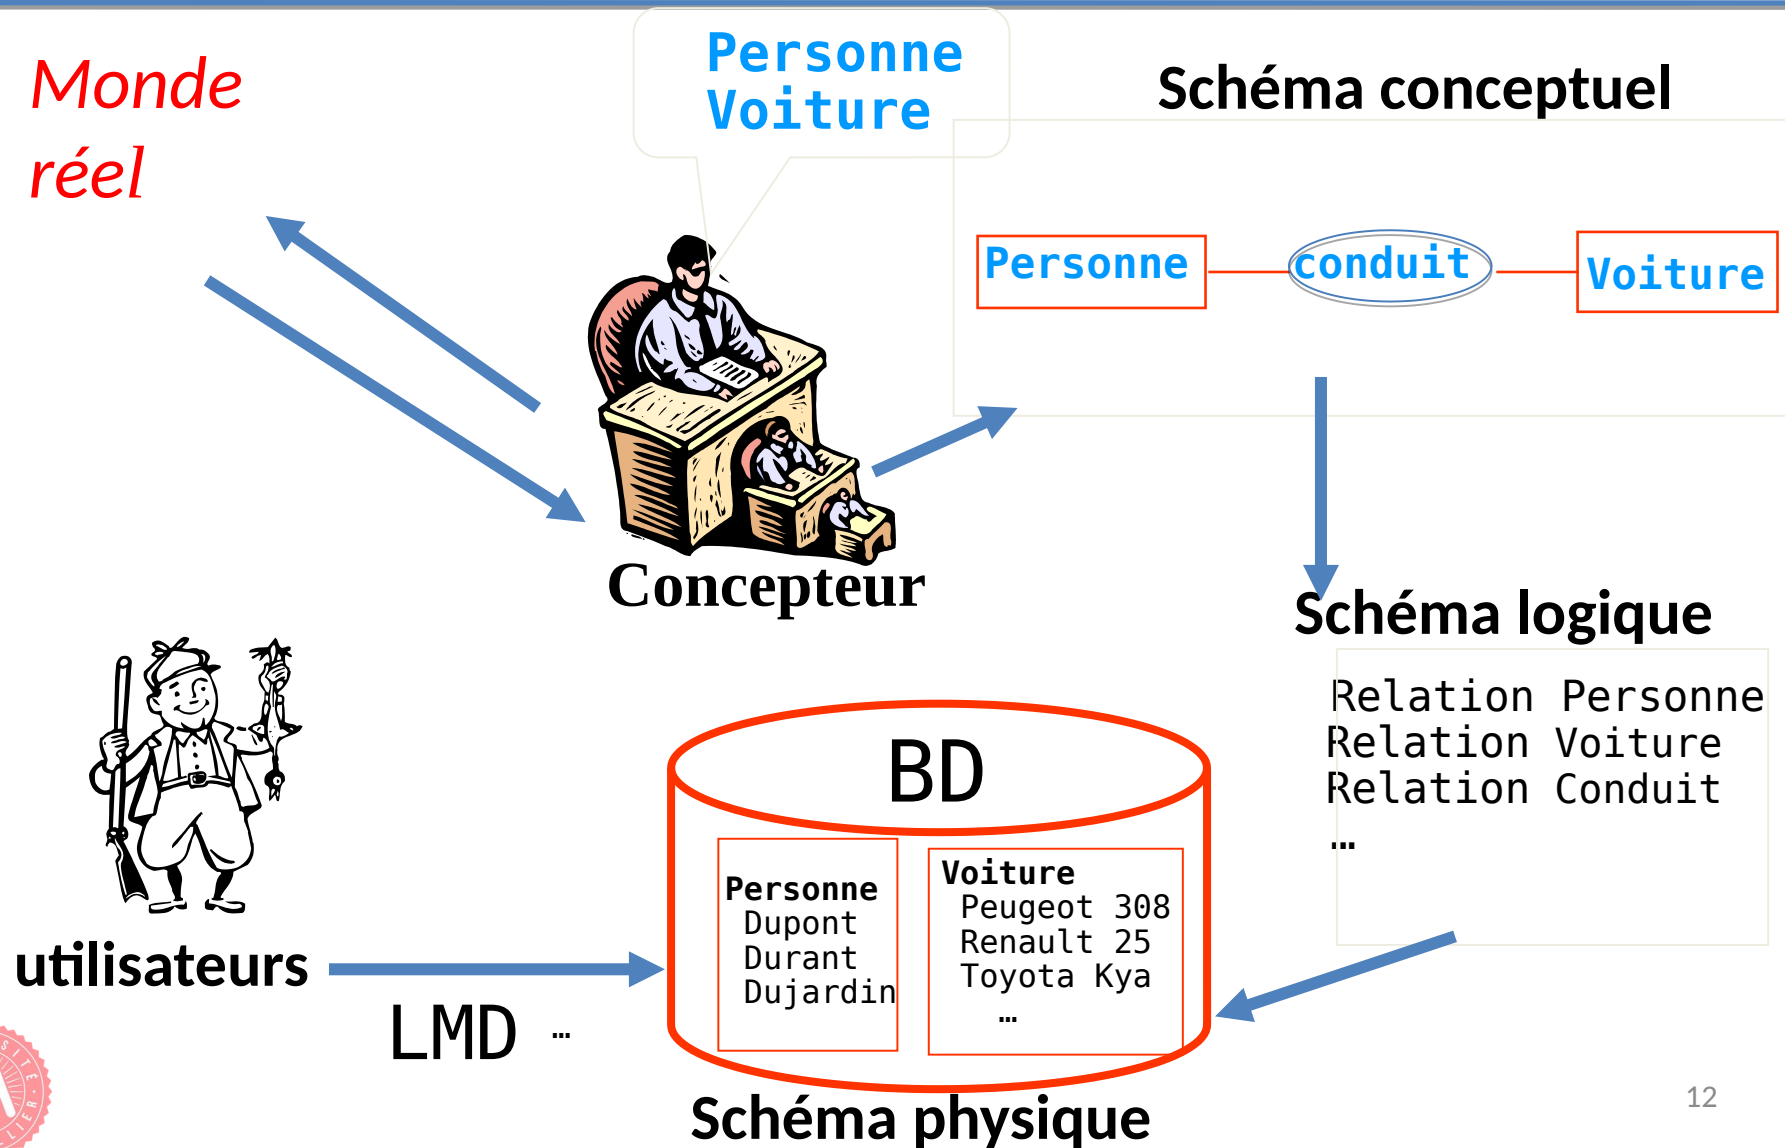 Monde
réel
Personne
Voiture
Schéma conceptuel
Personne
conduit
Voiture
Concepteur
Schéma logique
Relation Personne
Relation Voiture
Relation Conduit
…
utilisateurs
LMD …
BD
Personne
Dupont
Durant
Dujardin
Voiture
Peugeot 308
Renault 25
Toyota Kya
…
Schéma physique
12